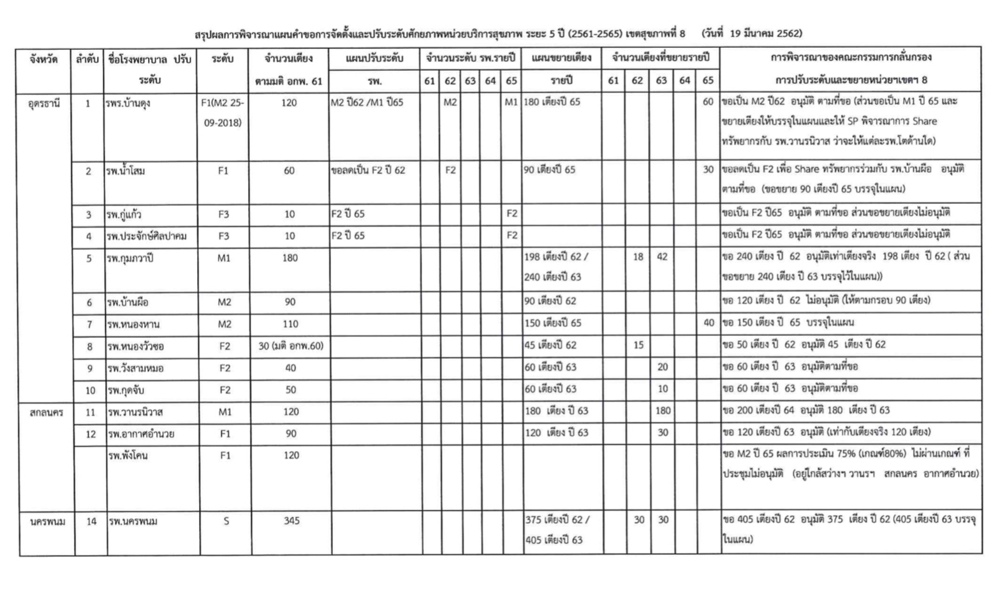 สรุปผลการพิจารณาแผนคำขอการจัดตั้งและปรับระดับศักยภาพหน่วยบริการสุขภาพ ระยะ 5 ปี (2561-2565) เขตสุขภาพที่ 8 (วันที่ 19 มีนาคม 2562)
จังหวัด ลำดับ ชื่อโรงพยาบาล ปรับ ระดับ จำนวนเตียง แผนปรับระดับ จำนวนระดับ รพ.รายปี แผนขยายเตียง จำนวนเตียงที่ขยายรายปี การพิจารณาของคณะกรรมการกลั่นกรอง
ระดับ ตามมติ อกพ. 61 รพ. 61 62 63 64 65 รายปี 61 62 63 64 65 การปรับระดับและขยายหน่วยฯเขตฯ 8
อุดรธานี 1 รพร.บ้านดุง F1(M2 25- 120 M2 ปี62 /M1 ปี65 M2 M1 180 เตียงปี 65 60 ขอเป็น M2 ปี62 อนุมัติ ตามที่ขอ (ส่วนขอเป็น M1 ปี 65 และ
09-2018) ขยายเตียงให้บรรจุในแผนและให้ SP พิจารณาการ Share
ทรัพยากรกับ รพ.วานรนิวาส ว่าจะให้แต่ละรพ.โตด้านใด)
2 รพ.น้ำโสม F1 60 ขอลดเป็น F2 ปี 62 F2 90 เตียงปี 65 30 ขอลดเป็น F2 เพื่อ Share ทรัพยากรร่วมกับ รพ.บ้านผือ อนุมัติ
ตามที่ขอ (ขอขยาย 90 เตียงปี 65 บรรจุในแผน)
3 รพ.กู่แก้ว F3 10 F2 ปี 65 F2 ขอเป็น F2 ปี65 อนุมัติ ตามที่ขอ ส่วนขอขยายเตียงไม่อนุมัติ
4 รพ.ประจักษ์ศิลปาคม F3 10 F2 ปี 65 F2 ขอเป็น F2 ปี65 อนุมัติ ตามที่ขอ ส่วนขอขยายเตียงไม่อนุมัติ
5 รพ.กุมภวาปี M1 180 198 เตียงปี 62 / 18 42 ขอ 240 เตียง ปี 62 อนุมัติเท่าเตียงจริง 198 เตียง ปี 62 ( ส่วน
240 เตียงปี 63 ขอขยาย 240 เตียง ปี 63 บรรจุไว้ในแผน))
6 รพ.บ้านผือ M2 90 90 เตียงปี 62 ขอ 120 เตียง ปี 62 ไม่อนุมัติ (ให้ตามกรอบ 90 เตียง)
7 รพ.หนองหาน M2 110 150 เตียงปี 65 40 ขอ 150 เตียง ปี 65 บรรจุในแผน
8 รพ.หนองวัวซอ F2 30 (มติ อกพ.60) 45 เตียงปี 62 15 ขอ 50 เตียง ปี 62 อนุมัติ 45 เตียง ปี 62
9 รพ.วังสามหมอ F2 40 60 เตียงปี 63 20 ขอ 60 เตียง ปี 63 อนุมัติตามที่ขอ
10 รพ.กุดจับ F2 50 60 เตียงปี 63 10 ขอ 60 เตียง ปี 63 อนุมัติตามที่ขอ
สกลนคร 11 รพ.วานรนิวาส M1 120 180 เตียง ปี 63 180 ขอ 200 เตียงปี 64 อนุมัติ 180 เตียง ปี 63
12 รพ.อากาศอำนวย F1 90 120 เตียง ปี 63 30 ขอ 120 เตียงปี 63 อนุมัติ (เท่ากับเตียงจริง 120 เตียง)
รพ.พังโคน F1 120 ขอ M2 ปี 65 ผลการประเมิน 75% (เกณฑ์80%) ไม่ผ่านเกณฑ์ ที่
ประชุมไม่อนุมัติ (อยู่ใกล้สว่างฯ วานรฯ สกลนคร อากาศอำนวย)
นครพนม 14 รพ.นครพนม S 345 375 เตียงปี 62 / 30 30 ขอ 405 เตียงปี 62 อนุมัติ 375 เตียง ปี 62 (405 เตียงปี 63 บรรจุ
405 เตียงปี 63 ในแผน)